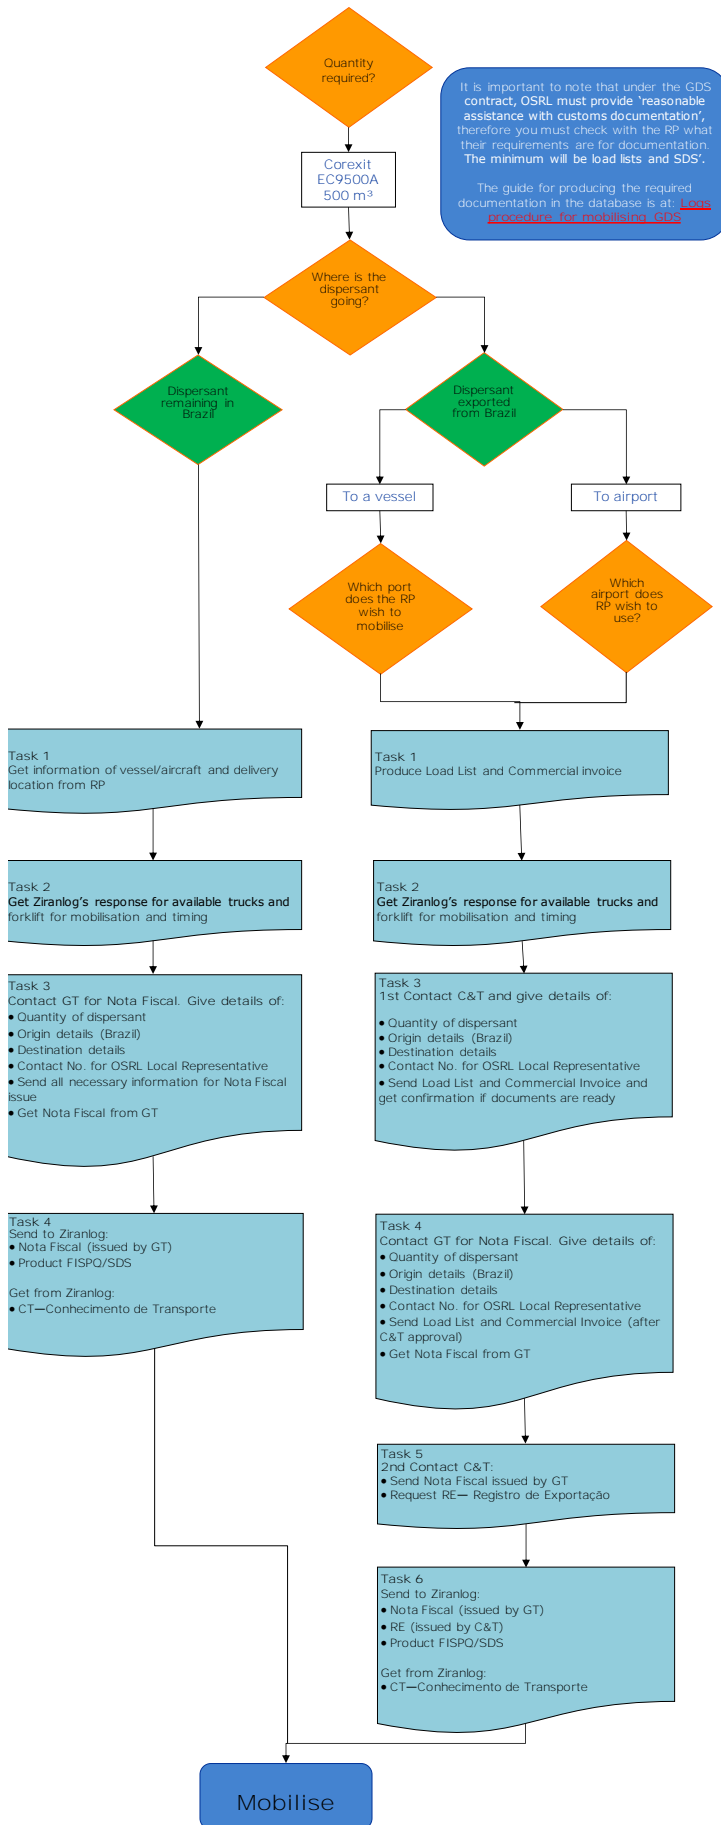 Quantity
required?
It is important to note that under the GDS
contract, OSRL must provide ‘reasonable
assistance with customs documentation’,
therefore you must check with the RP what
their requirements are for documentation.
The minimum will be load lists and SDS’.
The guide for producing the required
documentation in the database is at: Logs
procedure for mobilising GDS
Corexit
EC9500A
500 m³
Where is the
dispersant
going?
Dispersant
remaining in
Brazil
Dispersant
exported
from Brazil
To a vessel
To airport
Which port
does the RP
wish to
mobilise
Which
airport does
RP wish to
use?
Task 1
Get information of vessel/aircraft and delivery
location from RP
Task 1
Produce Load List and Commercial invoice
Task 2
Get Ziranlog’s response for available trucks and
forklift for mobilisation and timing
Task 2
Get Ziranlog’s response for available trucks and
forklift for mobilisation and timing
Task 3
Contact GT for Nota Fiscal. Give details of:
• Quantity of dispersant
• Origin details (Brazil)
• Destination details
• Contact No. for OSRL Local Representative
• Send all necessary information for Nota Fiscal
issue
• Get Nota Fiscal from GT
Task 3
1st Contact C&T and give details of:
• Quantity of dispersant
• Origin details (Brazil)
• Destination details
• Contact No. for OSRL Local Representative
• Send Load List and Commercial Invoice and
get confirmation if documents are ready
Task 4
Send to Ziranlog:
• Nota Fiscal (issued by GT)
• Product FISPQ/SDS
Get from Ziranlog:
• CT—Conhecimento de Transporte
Task 4
Contact GT for Nota Fiscal. Give details of:
• Quantity of dispersant
• Origin details (Brazil)
• Destination details
• Contact No. for OSRL Local Representative
• Send Load List and Commercial Invoice (after
C&T approval)
• Get Nota Fiscal from GT
Task 5
2nd Contact C&T:
• Send Nota Fiscal issued by GT
• Request RE— Registro de Exportação
Task 6
Send to Ziranlog:
• Nota Fiscal (issued by GT)
• RE (issued by C&T)
• Product FISPQ/SDS
Get from Ziranlog:
• CT—Conhecimento de Transporte
Mobilise